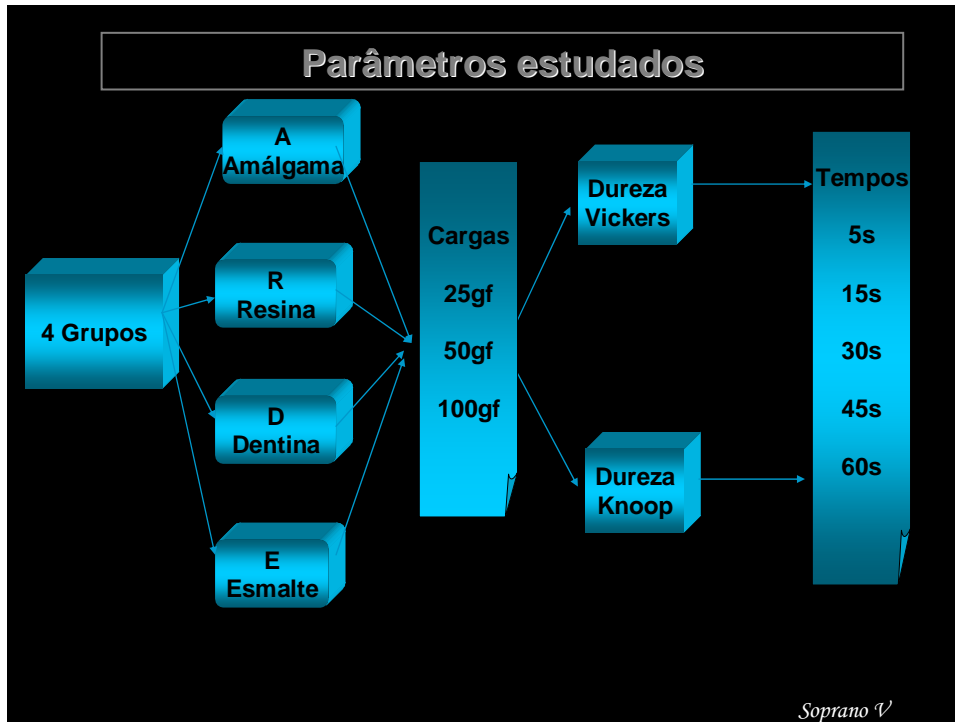 Parâmetros estudados
4 Grupos
A
Amálgama
R
Resina
D
Dentina
E
Esmalte
Cargas
25gf
50gf
100gf
Dureza
Vickers
Dureza
Knoop
Tempos
5s
15s
30s
45s
60s
Soprano V